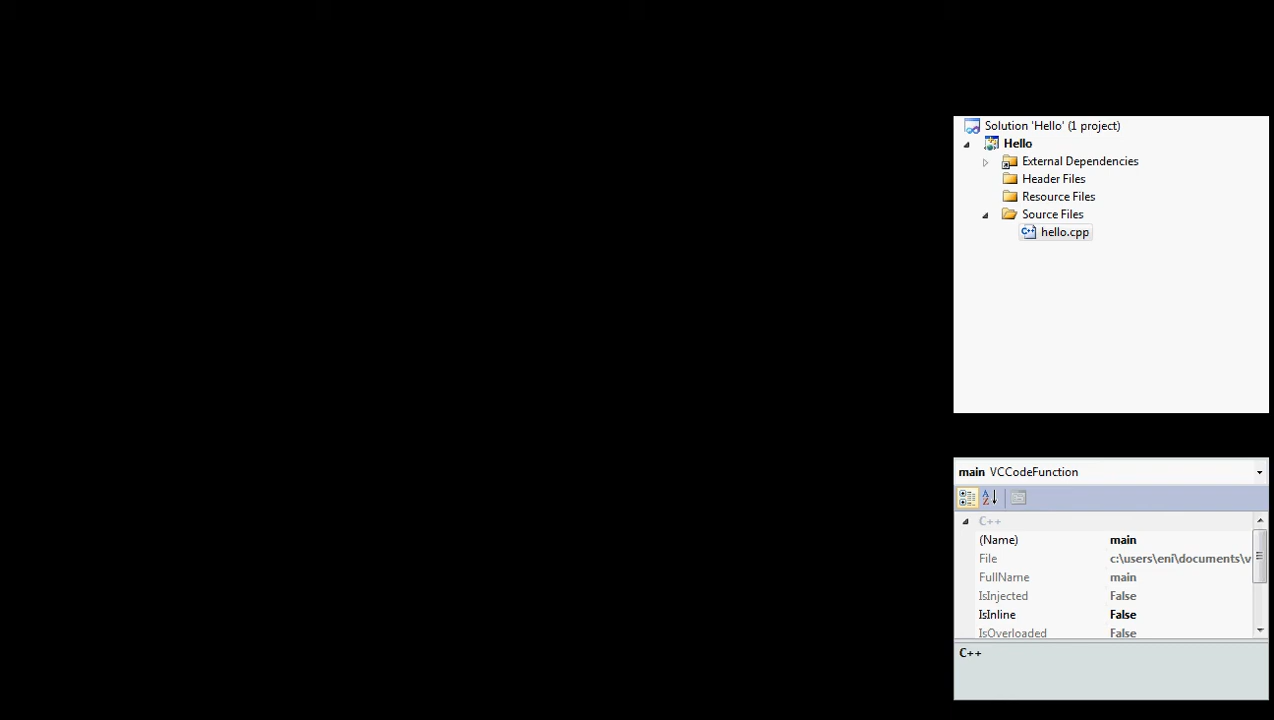 Solution 'Hello' (1 project)
Hello
External Dependencies
Header Files
Resource Files
Source Files
C++ hello.cpp
main VCCodeFunction
A Z
C++
(Name) main
File c:\users\eni\documents\v
FullName main
IsInjected False
IsInline False
IsOverloaded False
C++